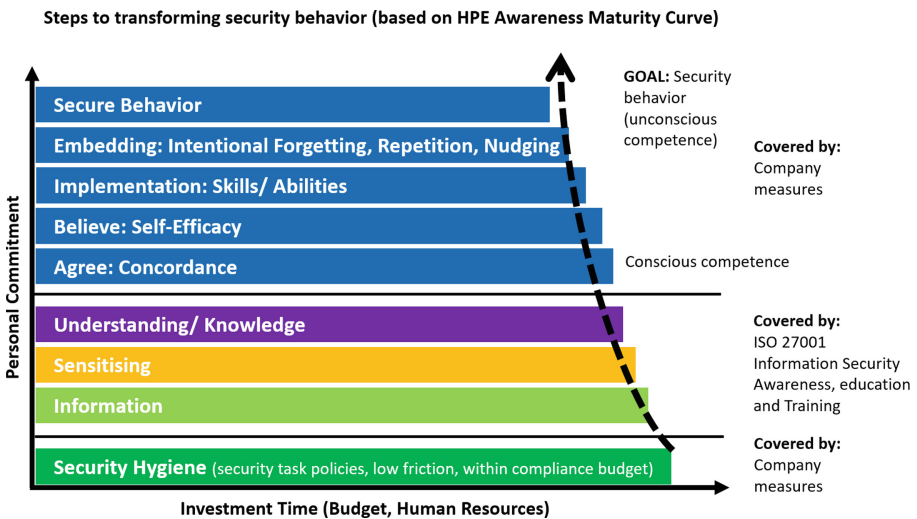 Steps to transforming security behavior (based on HPE Awareness Maturity Curve)
GOAL: Security
behavior
(unconscious
competence)
Secure Behavior
Embedding: Intentional Forgetting, Repetition, Nudging
Covered by:
Company
measures
Implementation: Skills/ Abilities
Believe: Self-Efficacy
Agree: Concordance
Conscious competence
Personal Commitment
Understanding/ Knowledge
Sensitising
Information
Covered by:
ISO 27001
Information Security
Awareness, education
and Training
Security Hygiene (security task policies, low friction, within compliance budget)
Covered by:
Company
measures
Investment Time (Budget, Human Resources)